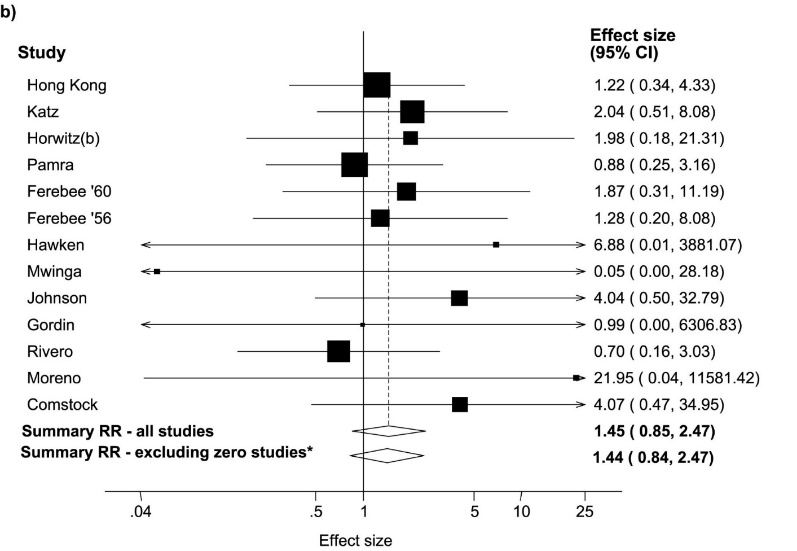 b)
Study Effect size (95% CI)
Hong Kong 1.22 ( 0.34, 4.33)
Katz 2.04 ( 0.51, 8.08)
Horwitz(b) 1.98 ( 0.18, 21.31)
Pamra 0.88 ( 0.25, 3.16)
Ferebee '60 1.87 ( 0.31, 11.19)
Ferebee '56 1.28 ( 0.20, 8.08)
Hawken 6.88 ( 0.01, 3881.07)
Mwinga 0.05 ( 0.00, 28.18)
Johnson 4.04 ( 0.50, 32.79)
Gordin 0.99 ( 0.00, 6306.83)
Rivero 0.70 ( 0.16, 3.03)
Moreno 21.95 ( 0.04, 11581.42)
Comstock 4.07 ( 0.47, 34.95)
Summary RR - all studies 1.45 ( 0.85, 2.47)
Summary RR - excluding zero studies* 1.44 ( 0.84, 2.47)
.04 .5 1 5 10 25
Effect size